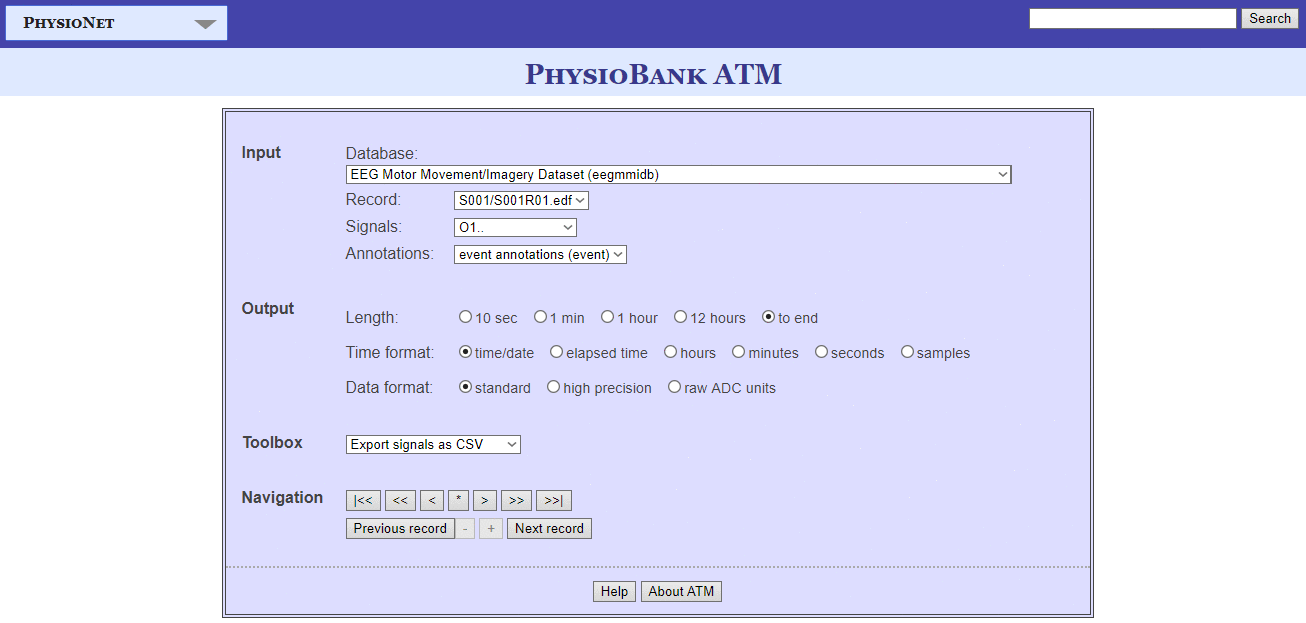 PHYSIONET
Search
PHYSIOBANK ATM
Input
Database:
EEG Motor Movement/Imagery Dataset (eegmmidb)
Record: S001/S001R01.edf
Signals: O1..
Annotations: event annotations (event)
Output
Length: 10 sec 1 min 1 hour 12 hours to end
Time format: time/date elapsed time hours minutes seconds samples
Data format: standard high precision raw ADC units
Toolbox Export signals as CSV
Navigation |<< << < * > >> >>|
Previous record - + Next record
Help About ATM